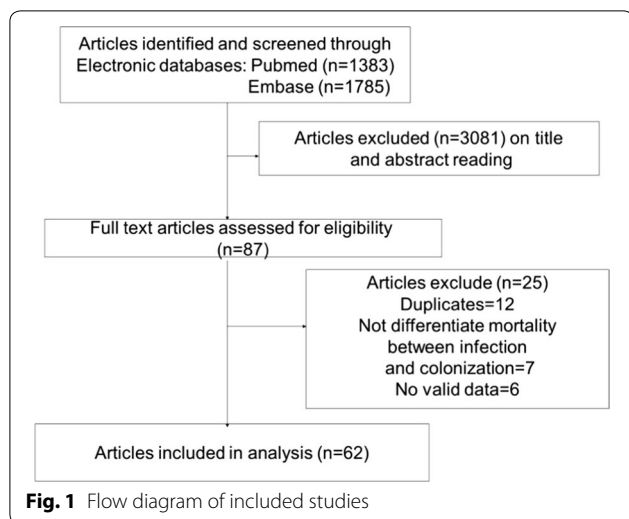 Articles identified and screened through
Electronic databases: Pubmed (n=1383)
Embase (n=1785)
Articles excluded (n=3081) on title
and abstract reading
Full text articles assessed for eligibility
(n=87)
Articles exclude (n=25)
Duplicates=12
Not differentiate mortality
between infection
and colonization=7
No valid data=6
Articles included in analysis (n=62)
Fig. 1 Flow diagram of included studies